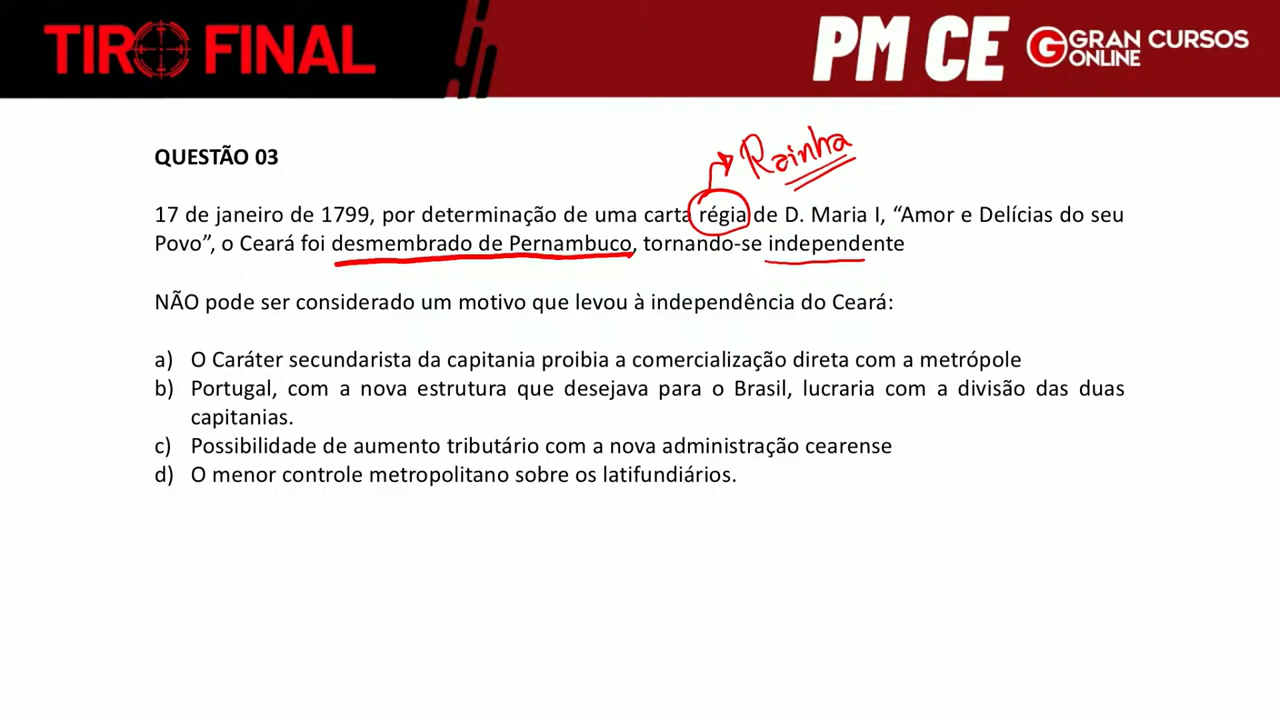 TIRO FINAL
PM CE
GRAN CURSOS
ONLINE
QUESTÃO 03
Rainha
17 de janeiro de 1799, por determinação de uma carta régia de D. Maria I, “Amor e Delícias do seu
Povo”, o Ceará foi desmembrado de Pernambuco, tornando-se independente
NÃO pode ser considerado um motivo que levou à independência do Ceará:
a) O Caráter secundarista da capitania proibia a comercialização direta com a metrópole
b) Portugal, com a nova estrutura que desejava para o Brasil, lucraria com a divisão das duas
capitanias.
c) Possibilidade de aumento tributário com a nova administração cearense
d) O menor controle metropolitano sobre os latifundiários.